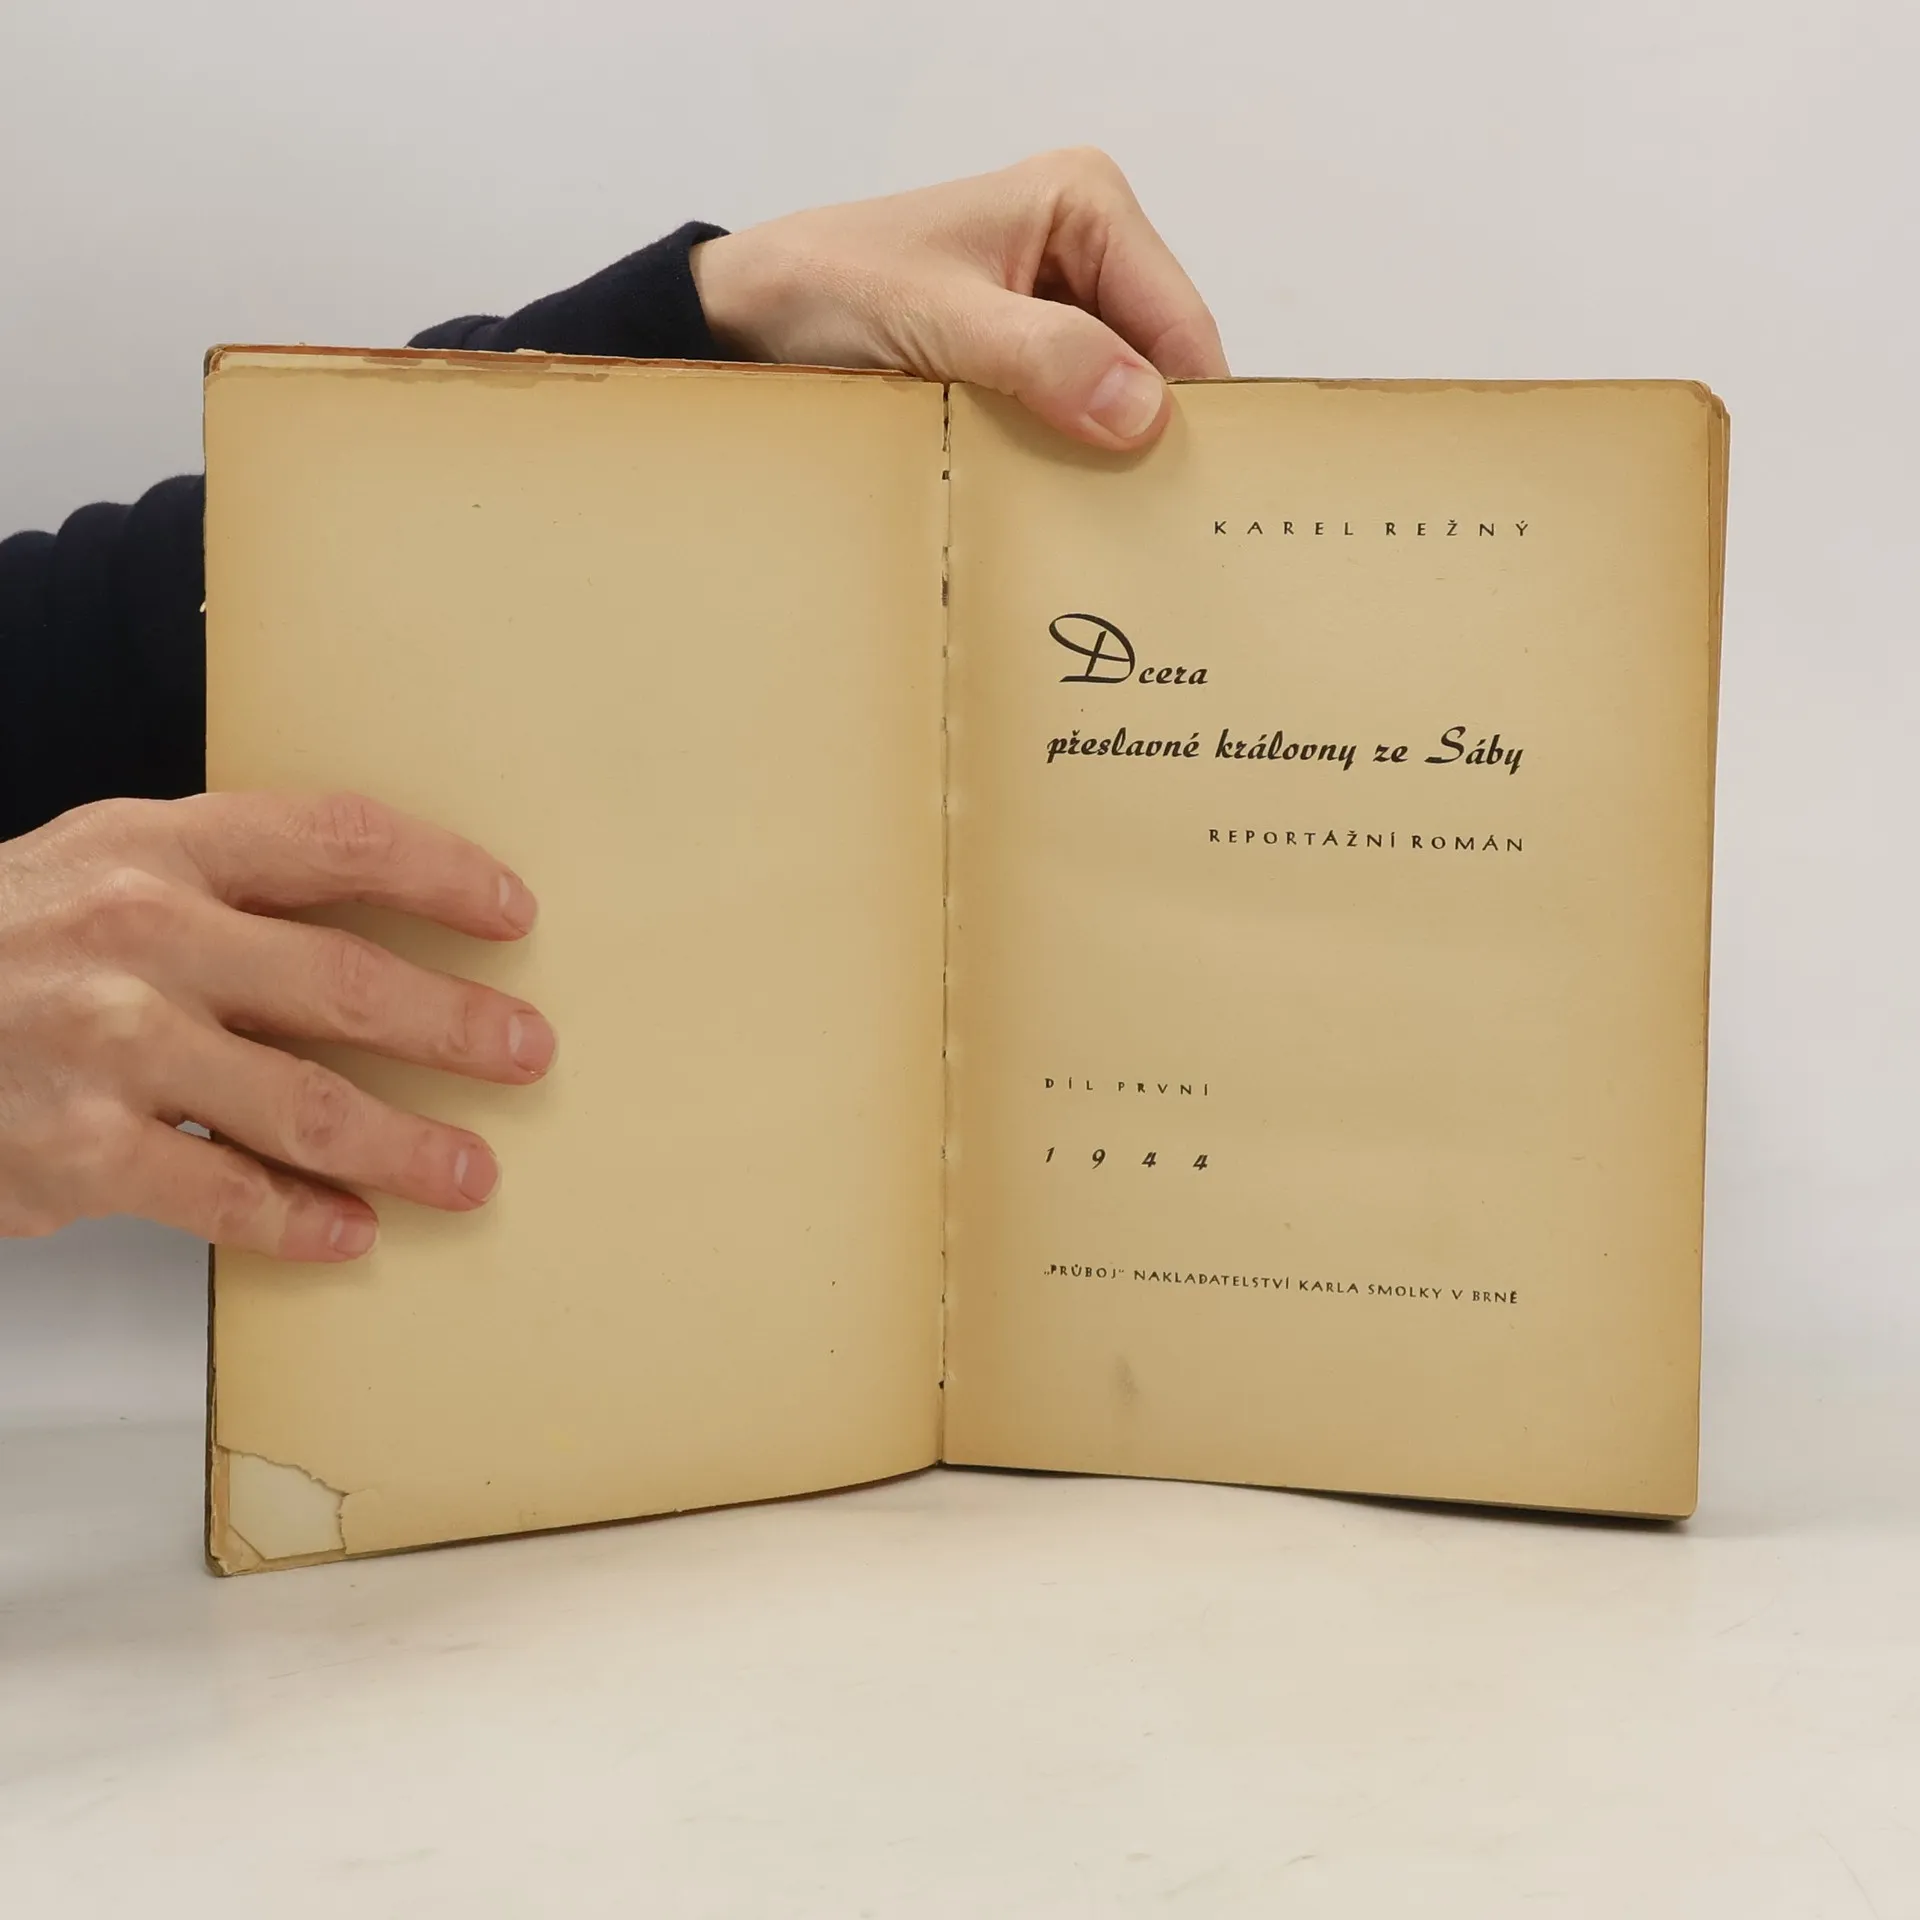 KAREL REŽNÝ
Dcera
přeslavné královny ze Sáby
REPORTÁŽNÍ ROMÁN
DÍL PRVNÍ
1944
„PRŮBOJ“ NAKLADATELSTVÍ KARLA SMOLKY V BRNĚ